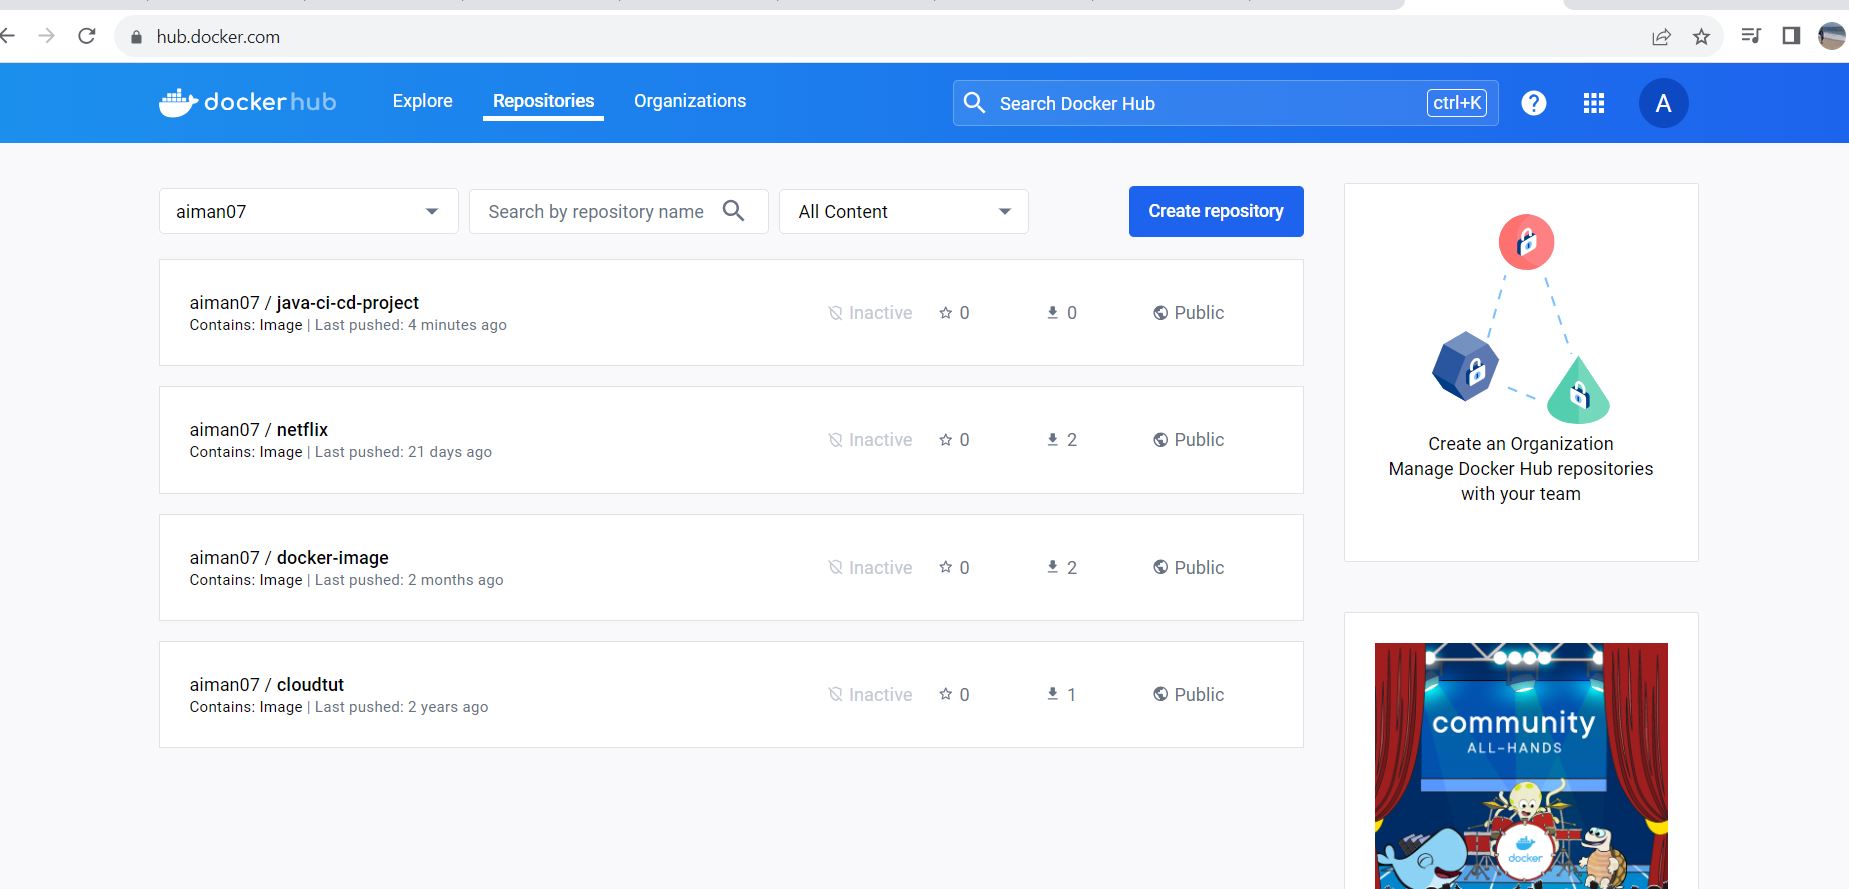 hub.docker.com
dockerhub Explore Repositories Organizations Search Docker Hub ctrl+K ? A
aiman07 Search by repository name All Content Create repository
aiman07 / java-ci-cd-project
Contains: Image | Last pushed: 4 minutes ago
Inactive 0 0 Public
aiman07 / netflix
Contains: Image | Last pushed: 21 days ago
Inactive 0 2 Public
aiman07 / docker-image
Contains: Image | Last pushed: 2 months ago
Inactive 0 2 Public
aiman07 / cloudtut
Contains: Image | Last pushed: 2 years ago
Inactive 0 1 Public
Create an Organization
Manage Docker Hub repositories
with your team
community
ALL-HANDS
docker